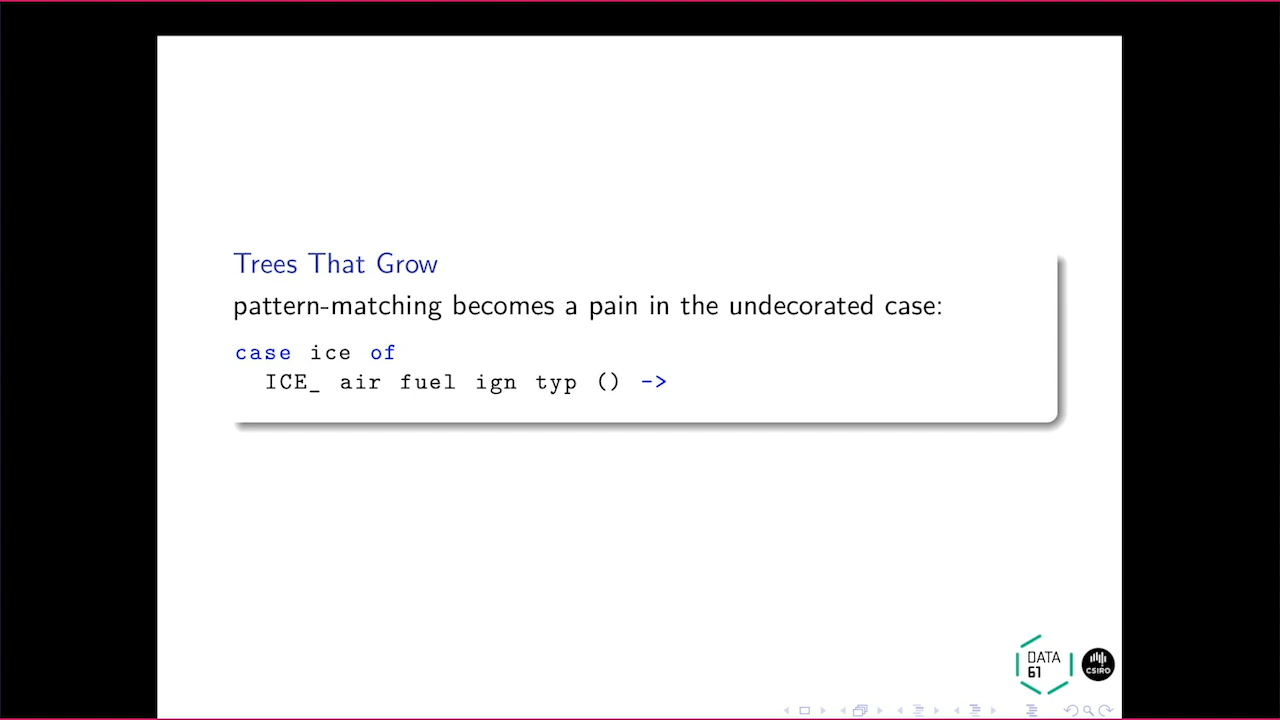 Trees That Grow
pattern-matching becomes a pain in the undecorated case:
case ice of
ICE_ air fuel ign typ () ->
DATA
61
CSIRO